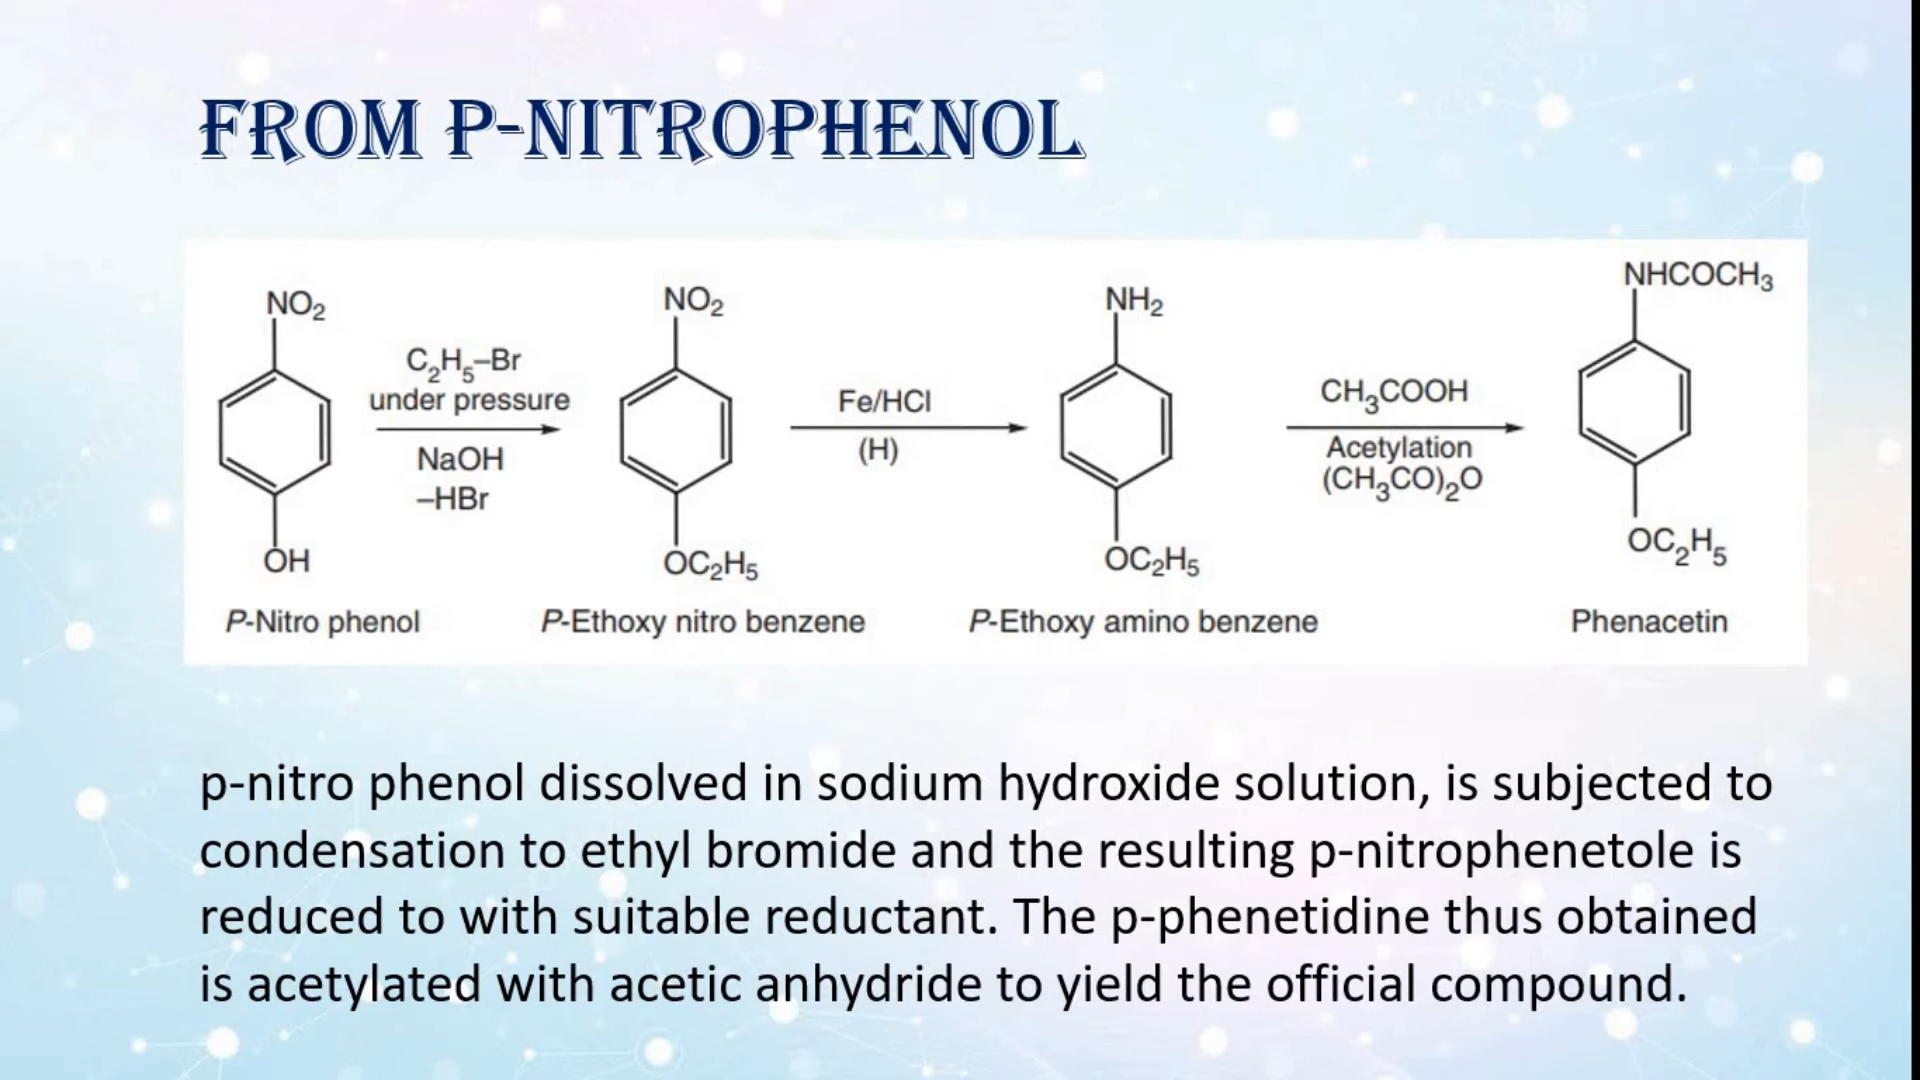 FROM P-NITROPHENOL
NO₂
C₂H₅–Br
under pressure
NaOH
–HBr
OH
P-Nitro phenol
NO₂
OC₂H₅
P-Ethoxy nitro benzene
Fe/HCl
(H)
NH₂
OC₂H₅
P-Ethoxy amino benzene
CH₃COOH
Acetylation
(CH₃CO)₂O
NHCOCH₃
OC₂H₅
Phenacetin
p-nitro phenol dissolved in sodium hydroxide solution, is subjected to
condensation to ethyl bromide and the resulting p-nitrophenetole is
reduced to with suitable reductant. The p-phenetidine thus obtained
is acetylated with acetic anhydride to yield the official compound.